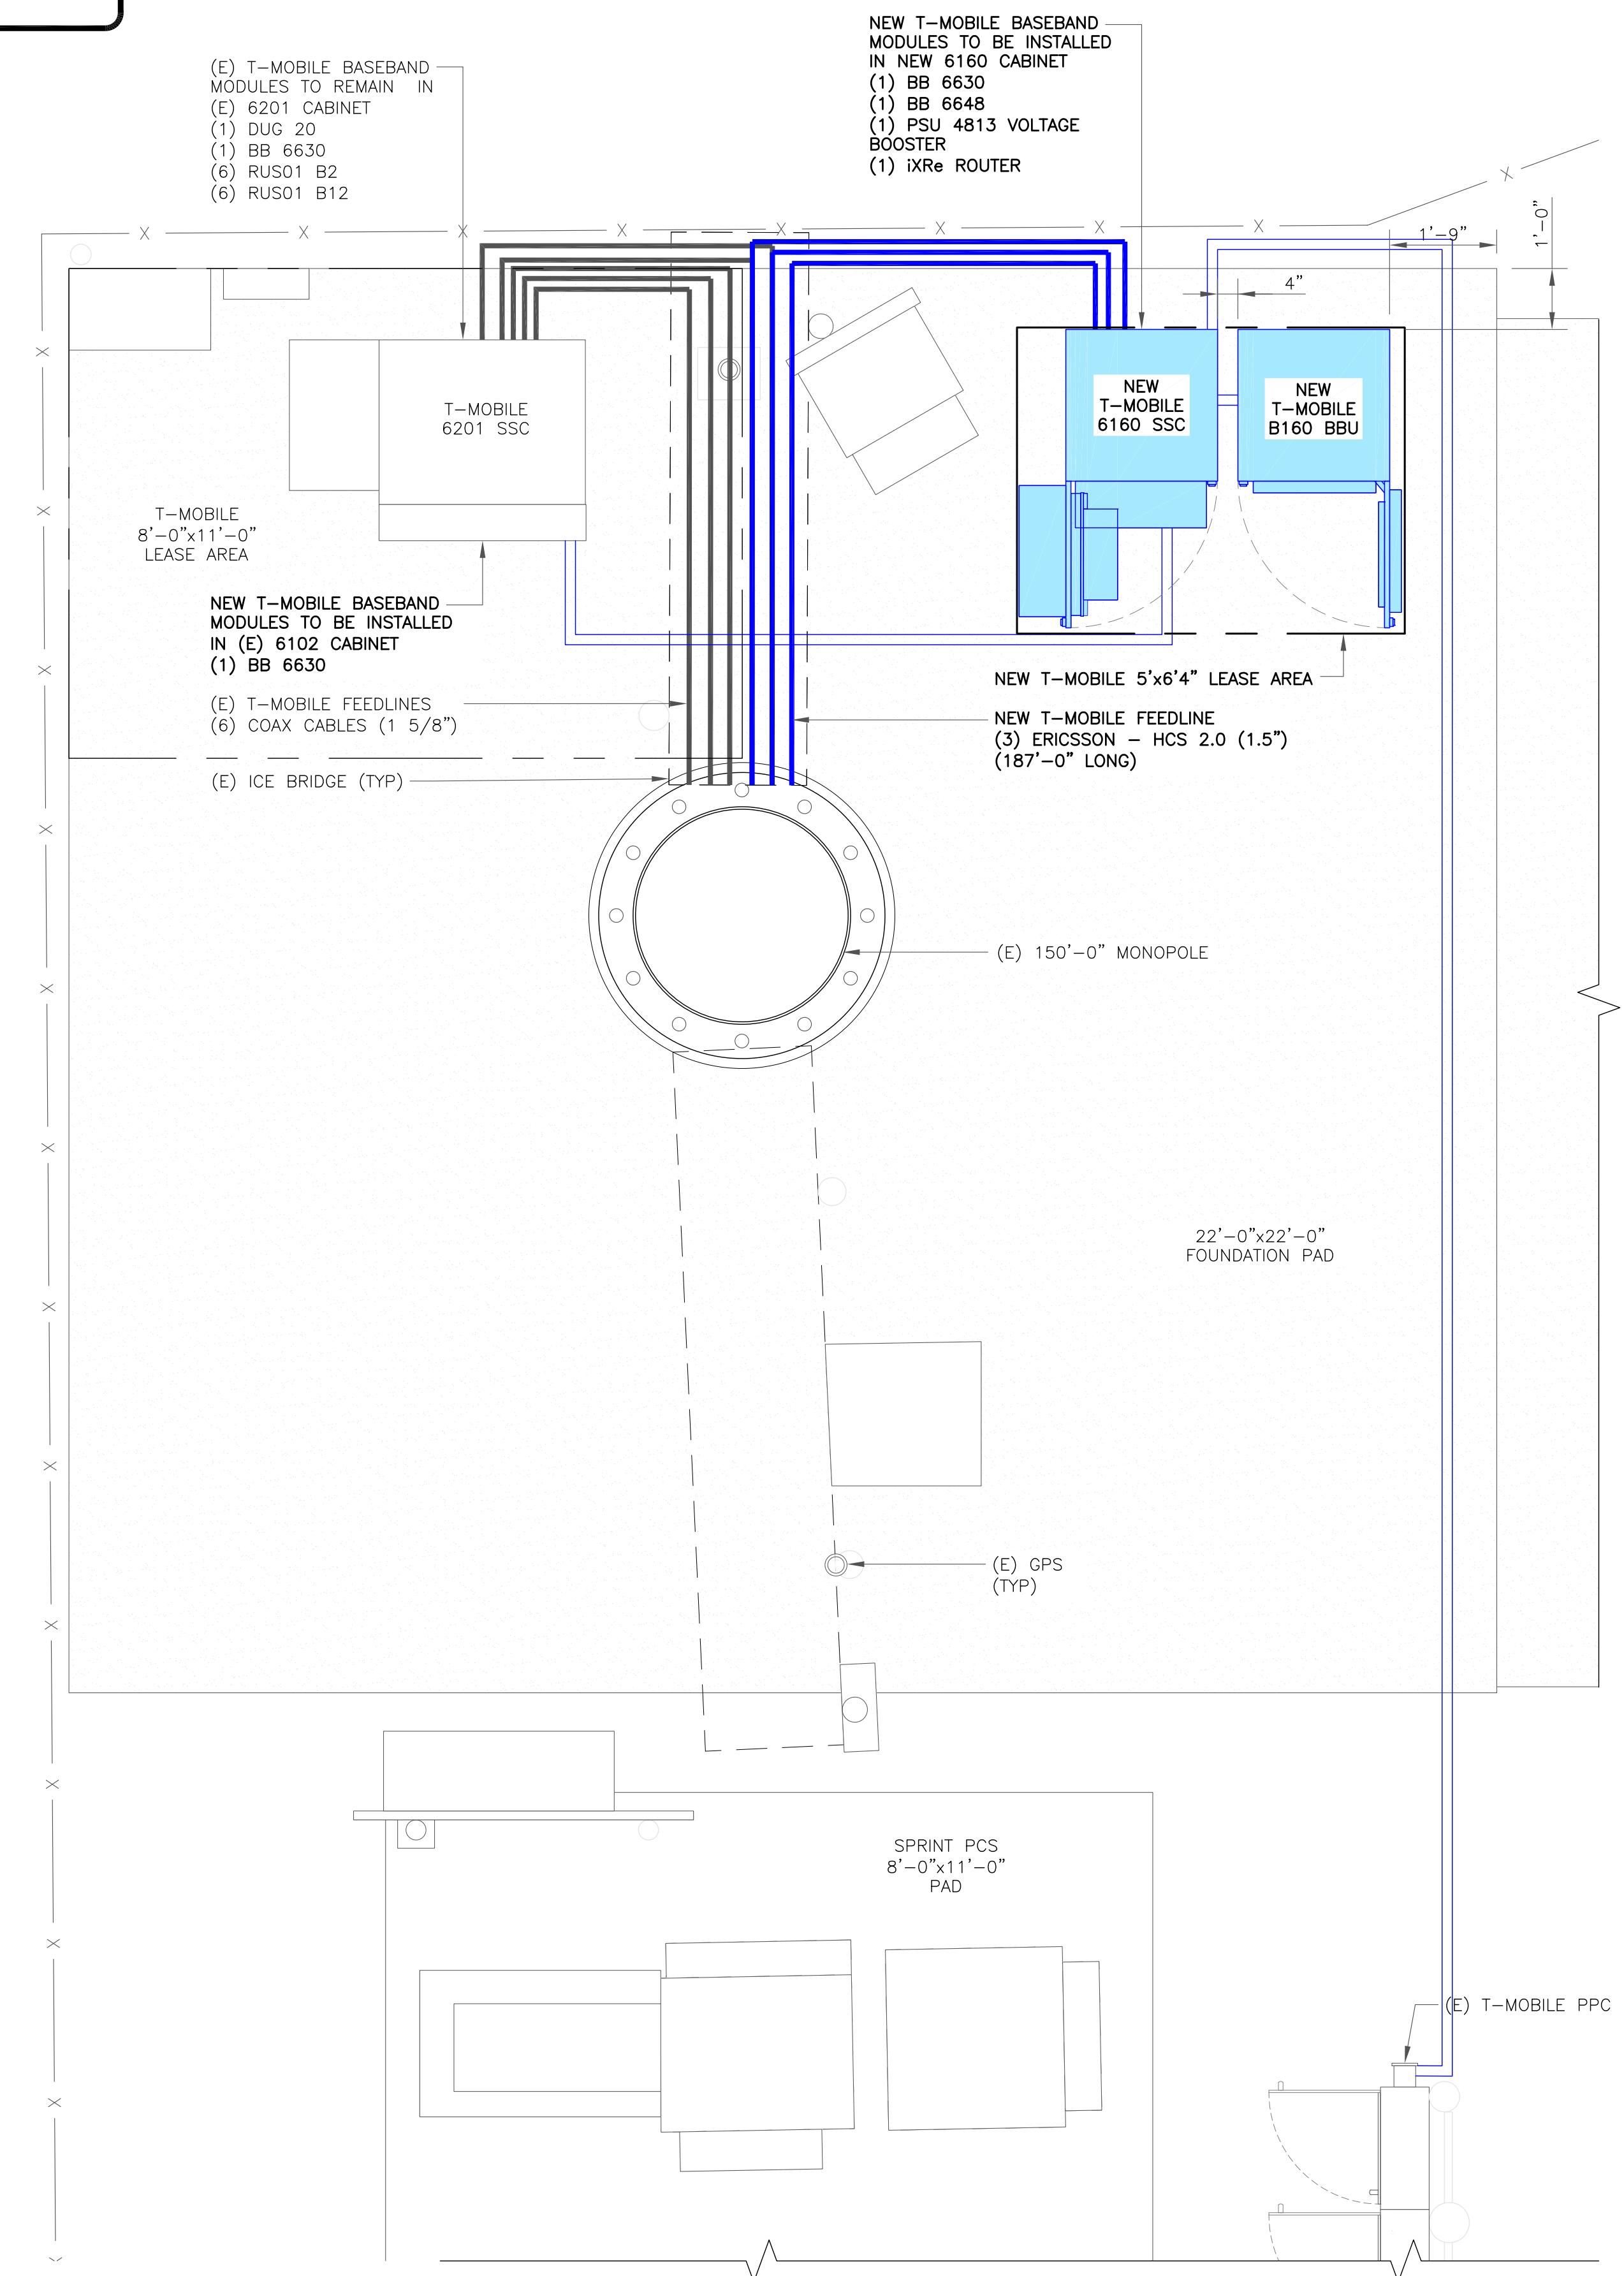 (E) T-MOBILE BASEBAND
MODULES TO REMAIN IN
(E) 6201 CABINET
(1) DUG 20
(1) BB 6630
(6) RUS01 B2
(6) RUS01 B12
NEW T-MOBILE BASEBAND
MODULES TO BE INSTALLED
IN NEW 6160 CABINET
(1) BB 6630
(1) BB 6648
(1) PSU 4813 VOLTAGE
BOOSTER
(1) iXRe ROUTER
1'-9"
1'-0"
4"
T-MOBILE
6201 SSC
NEW
T-MOBILE
6160 SSC
NEW
T-MOBILE
B160 BBU
T-MOBILE
8'-0"x11'-0"
LEASE AREA
NEW T-MOBILE BASEBAND
MODULES TO BE INSTALLED
IN (E) 6102 CABINET
(1) BB 6630
(E) T-MOBILE FEEDLINES
(6) COAX CABLES (1 5/8")
(E) ICE BRIDGE (TYP)
NEW T-MOBILE 5'x6'4" LEASE AREA
NEW T-MOBILE FEEDLINE
(3) ERICSSON - HCS 2.0 (1.5")
(187'-0" LONG)
(E) 150'-0" MONOPOLE
22'-0"x22'-0"
FOUNDATION PAD
(E) GPS
(TYP)
SPRINT PCS
8'-0"x11'-0"
PAD
(E) T-MOBILE PPC